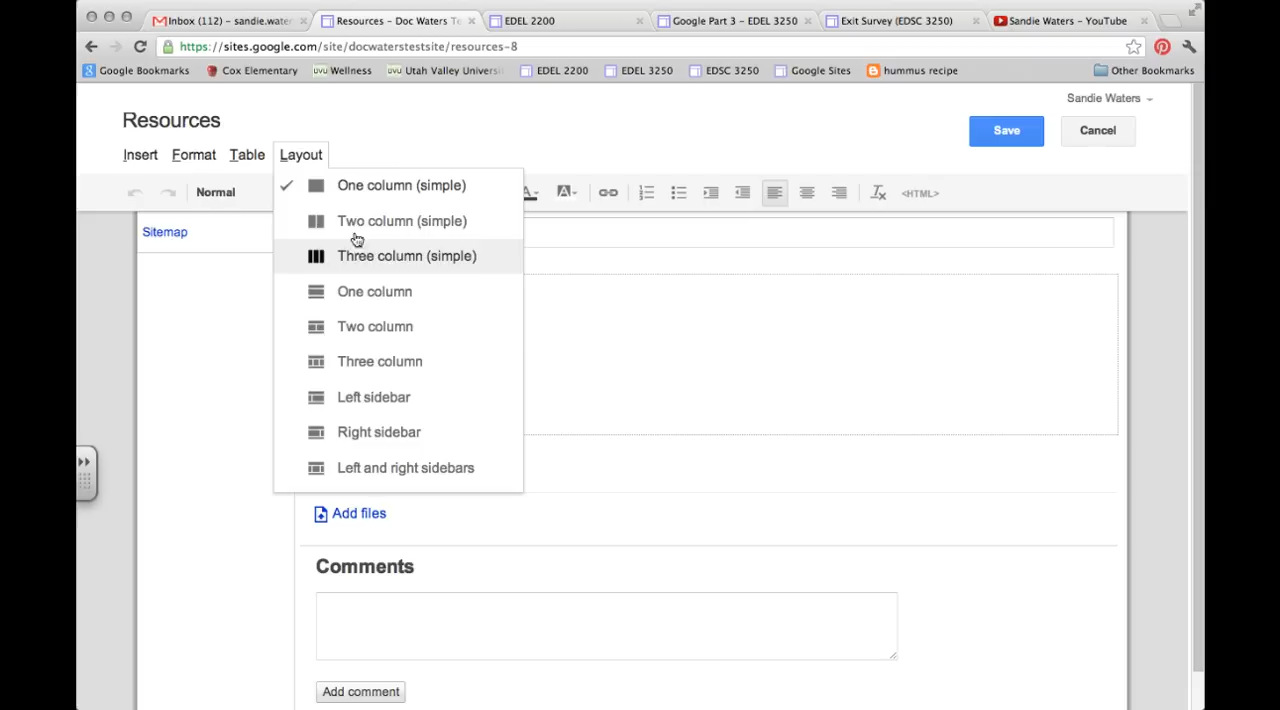 Inbox (112) – sandie.water
Resources – Doc Waters Te
EDEL 2200
Google Part 3 – EDEL 3250
Exit Survey (EDSC 3250)
Sandie Waters – YouTube
https://sites.google.com/site/docwaterstestsite/resources-8
Google Bookmarks
Cox Elementary
UVU Wellness
UVU Utah Valley Universi
EDEL 2200
EDEL 3250
EDSC 3250
Google Sites
hummus recipe
Other Bookmarks
Sandie Waters
Resources
Save
Cancel
Insert
Format
Table
Layout
Normal
<HTML>
Sitemap
One column (simple)
Two column (simple)
Three column (simple)
One column
Two column
Three column
Left sidebar
Right sidebar
Left and right sidebars
Add files
Comments
Add comment